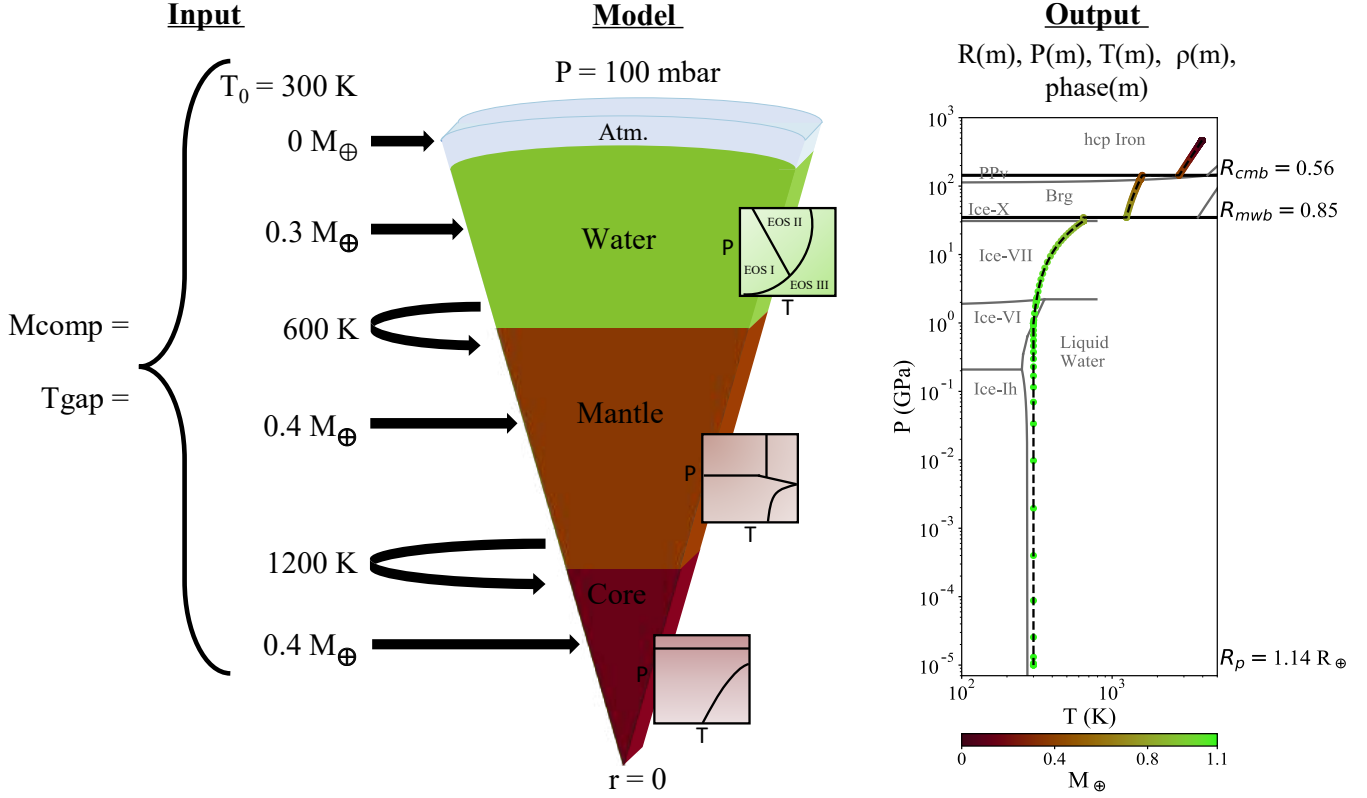 Input
T₀ = 300 K
0 M⊕
0.3 M⊕
600 K
Mcomp =
Tgap =
0.4 M⊕
1200 K
0.4 M⊕
Model
P = 100 mbar
Atm.
Water
P
EOS II
EOS I
EOS III
T
Mantle
P
T
Core
P
T
r = 0
Output
R(m), P(m), T(m), ρ(m),
phase(m)
P (GPa)
10³
10²
10¹
10⁰
10⁻¹
10⁻²
10⁻³
10⁻⁴
10⁻⁵
hcp Iron
PPv
Brg
Ice-X
Ice-VII
Ice-VI
Liquid
Water
Ice-Ih
R_cmb = 0.56
R_mwb = 0.85
R_p = 1.14 R⊕
10²
10³
T (K)
0
0.4
0.8
1.1
M⊕